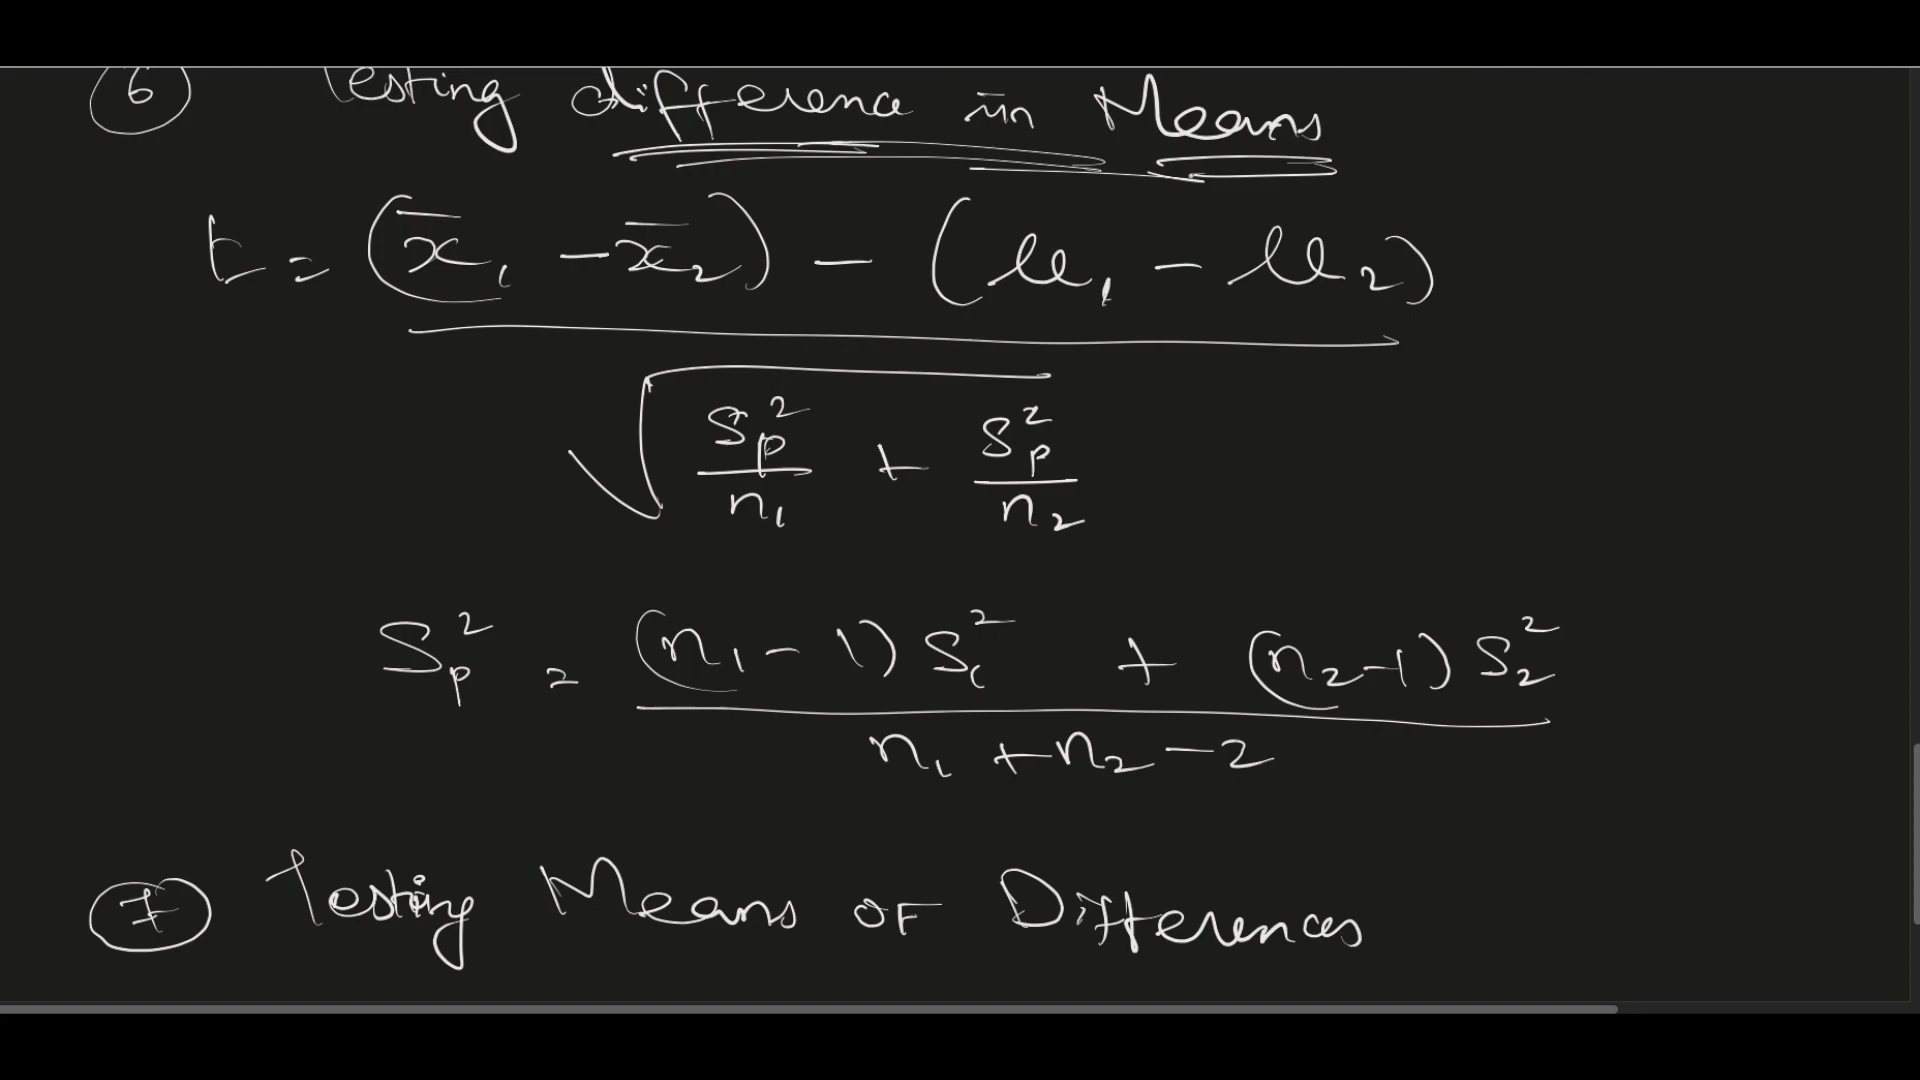 6 Testing difference in Means
t = (x̄₁ - x̄₂) - (μ₁ - μ₂)
√ Sp²/n₁ + Sp²/n₂
Sp² = (n₁ - 1) S₁² + (n₂ - 1) S₂²
n₁ + n₂ - 2
7 Testing Means OF Differences